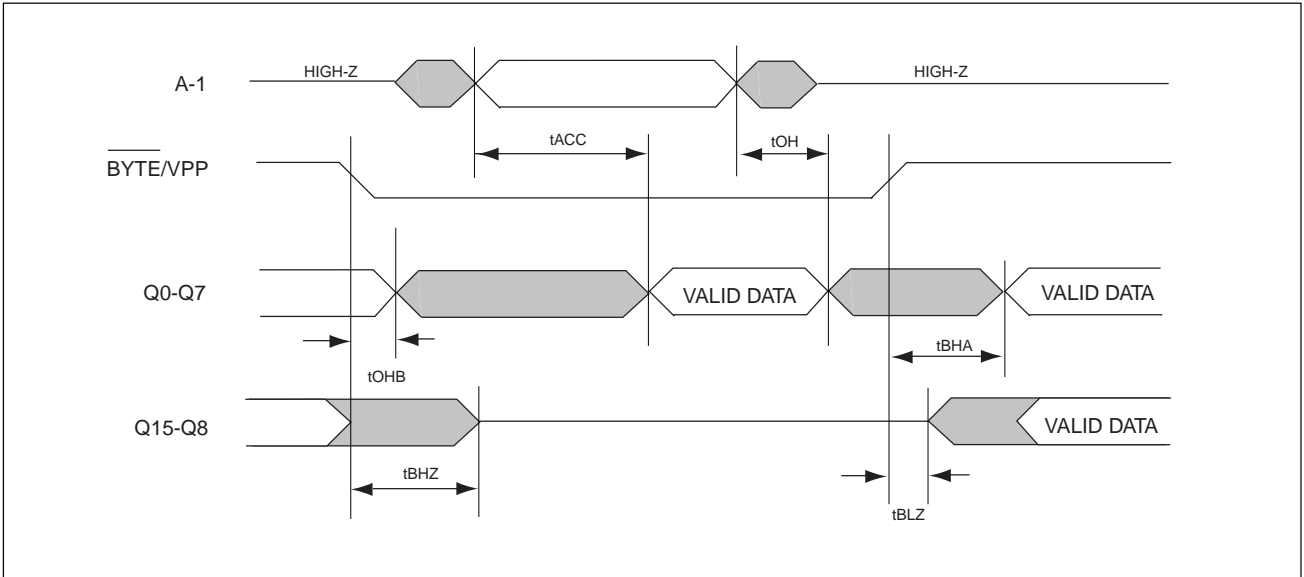 A-1 HIGH-Z HIGH-Z
tACC tOH
BYTE/VPP
Q0-Q7 VALID DATA VALID DATA
tBHA
tOHB
Q15-Q8 VALID DATA
tBHZ
tBLZ